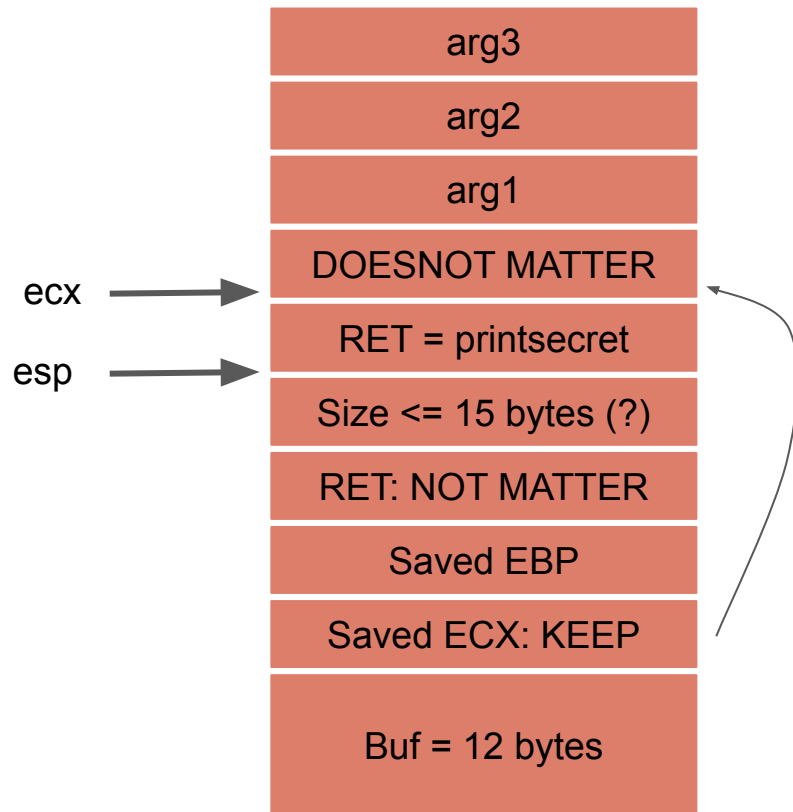 arg3
arg2
arg1
DOESNOT MATTER
ecx
RET = printsecret
esp
Size <= 15 bytes (?)
RET: NOT MATTER
Saved EBP
Saved ECX: KEEP
Buf = 12 bytes